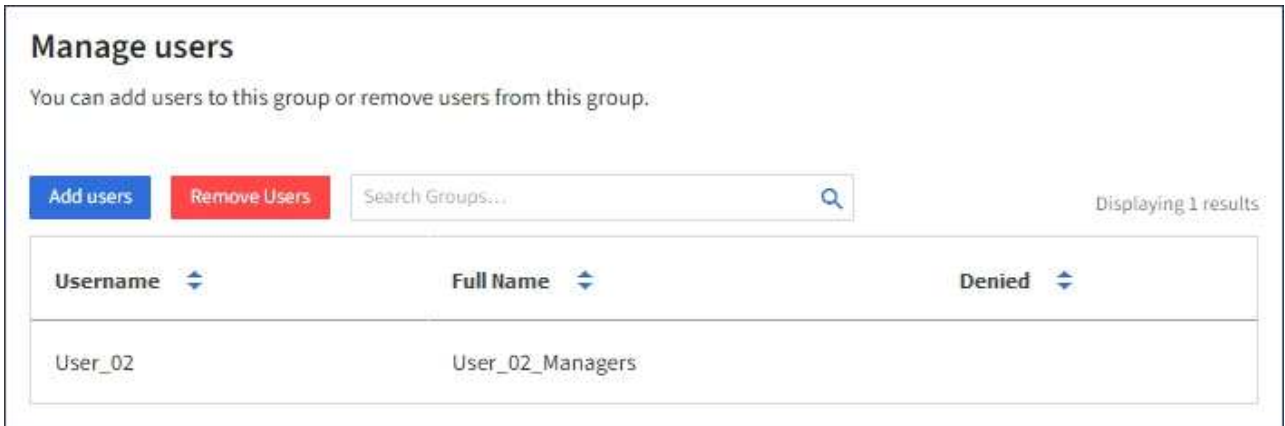 Manage users
You can add users to this group or remove users from this group.
Add users Remove Users Search Groups... Displaying 1 results
Username Full Name Denied
User_02 User_02_Managers